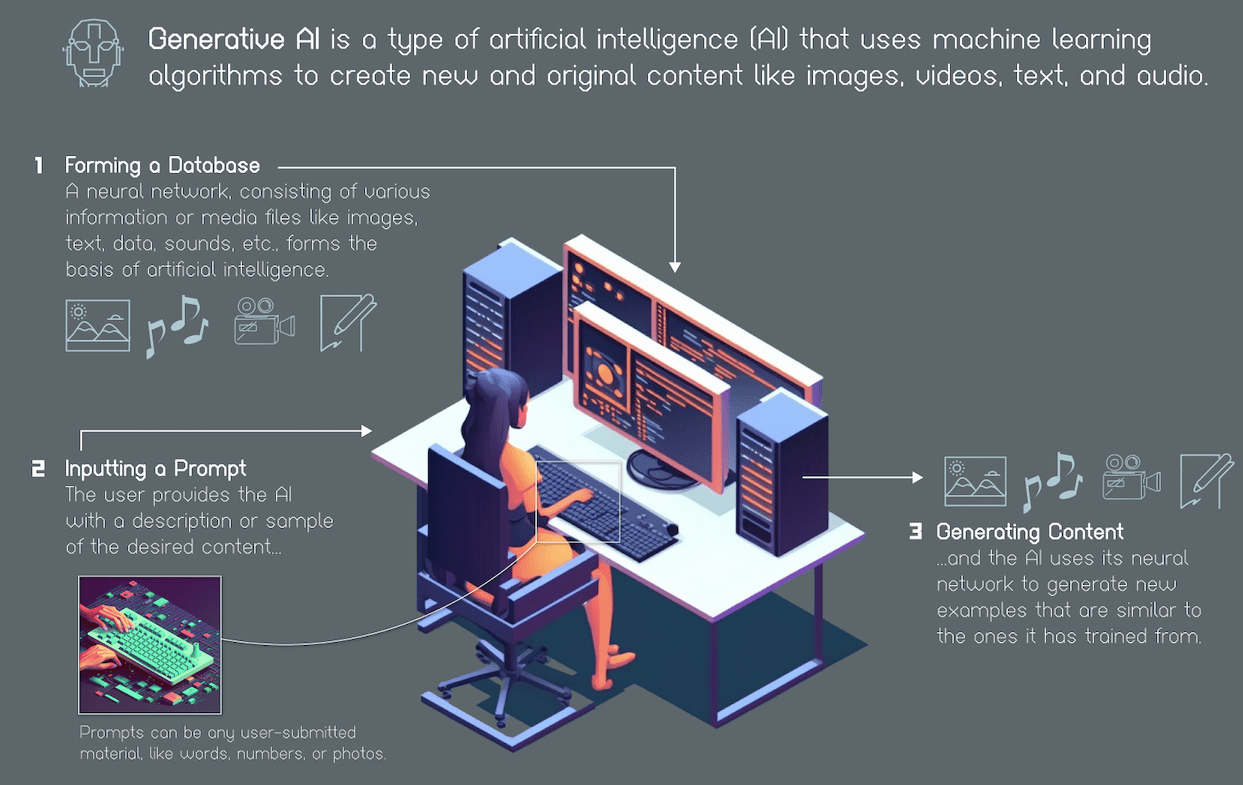 Generative AI is a type of artificial intelligence (AI) that uses machine learning
algorithms to create new and original content like images, videos, text, and audio.
1 Forming a Database
A neural network, consisting of various
information or media files like images,
text, data, sounds, etc., forms the
basis of artificial intelligence.
2 Inputting a Prompt
The user provides the AI
with a description or sample
of the desired content...
Prompts can be any user-submitted
material, like words, numbers, or photos.
3 Generating Content
...and the AI uses its neural
network to generate new
examples that are similar to
the ones it has trained from.